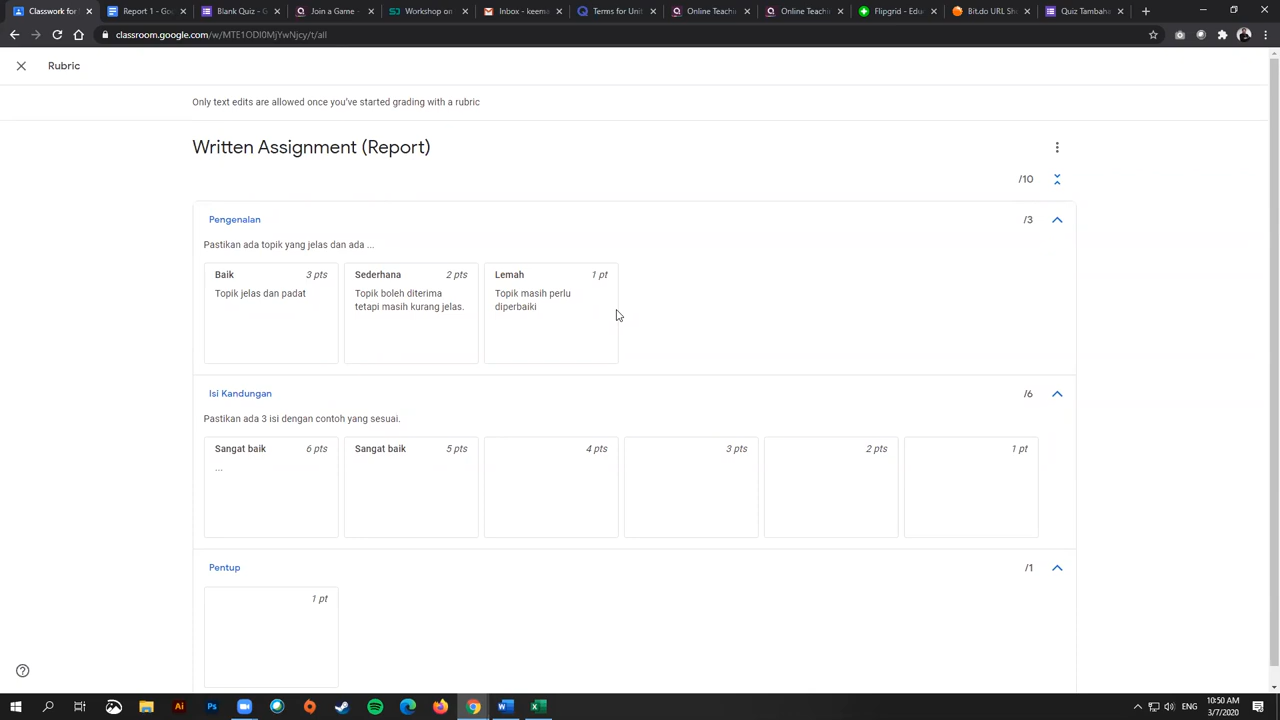 Classroom for
Report 1 - Go
Blank Quiz - G
Join a Game -
Workshop on
Inbox - keema
Terms for Unit
Online Teachi
Online Teachi
Flipgrid - Educ
Bit.do URL Sh
Quiz Tambaha
classroom.google.com/w/MTE1ODI0MjYwNjcy/t/all
Rubric
Only text edits are allowed once you've started grading with a rubric
Written Assignment (Report)
/10
Pengenalan /3
Pastikan ada topik yang jelas dan ada ...
Baik 3 pts Sederhana 2 pts Lemah 1 pt
Topik jelas dan padat Topik boleh diterima Topik masih perlu
tetapi masih kurang jelas. diperbaiki
Isi Kandungan /6
Pastikan ada 3 isi dengan contoh yang sesuai.
Sangat baik 6 pts Sangat baik 5 pts 4 pts 3 pts 2 pts 1 pt
...
Pentup /1
1 pt
ENG
10:50 AM
3/7/2020